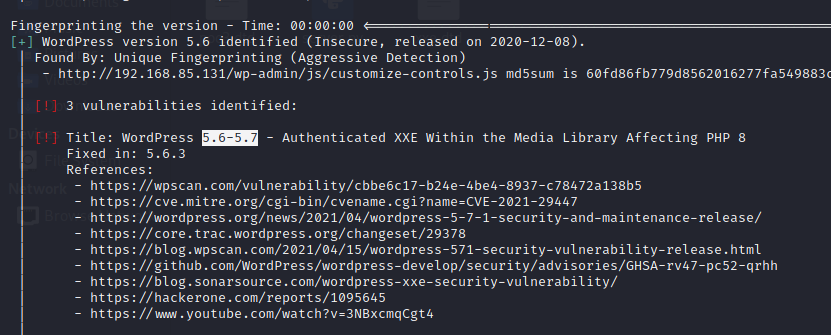 Fingerprinting the version - Time: 00:00:00 <
[+] WordPress version 5.6 identified (Insecure, released on 2020-12-08).
| Found By: Unique Fingerprinting (Aggressive Detection)
|  - http://192.168.85.131/wp-admin/js/customize-controls.js md5sum is 60fd86fb779d8562016277fa549883c
|
| [!] 3 vulnerabilities identified:
|
| [!] Title: WordPress 5.6-5.7 - Authenticated XXE Within the Media Library Affecting PHP 8
|     Fixed in: 5.6.3
|     References:
|      - https://wpscan.com/vulnerability/cbbe6c17-b24e-4be4-8937-c78472a138b5
|      - https://cve.mitre.org/cgi-bin/cvename.cgi?name=CVE-2021-29447
|      - https://wordpress.org/news/2021/04/wordpress-5-7-1-security-and-maintenance-release/
|      - https://core.trac.wordpress.org/changeset/29378
|      - https://blog.wpscan.com/2021/04/15/wordpress-571-security-vulnerability-release.html
|      - https://github.com/WordPress/wordpress-develop/security/advisories/GHSA-rv47-pc52-qrhh
|      - https://blog.sonarsource.com/wordpress-xxe-security-vulnerability/
|      - https://hackerone.com/reports/1095645
|      - https://www.youtube.com/watch?v=3NBxcmqCgt4
|